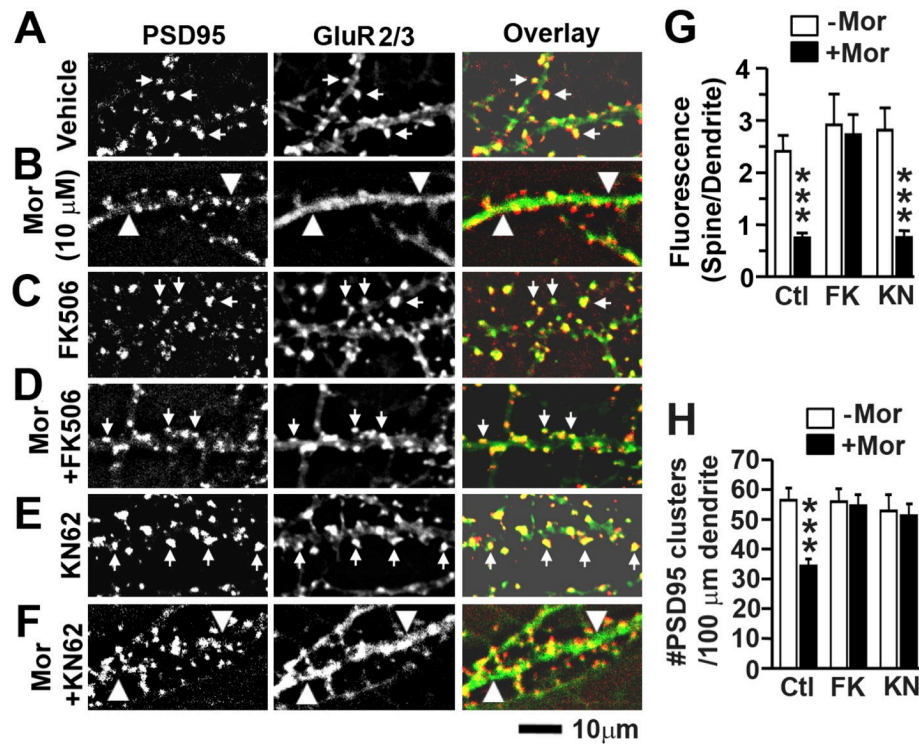 A
PSD95
GluR 2/3
Overlay
Vehicle
B
Mor
(10 μM)
C
FK506
D
Mor
+FK506
E
KN62
F
Mor
+KN62
10μm
G
-Mor
+Mor
Fluorescence
(Spine/Dendrite)
4
3
2
1
0
***
***
Ctl
FK
KN
H
-Mor
+Mor
#PSD95 clusters
/100 μm dendrite
70
60
50
40
30
20
10
0
***
Ctl
FK
KN